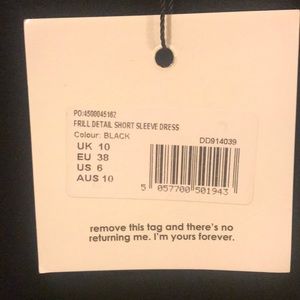 PO:4500045162
FRILL DETAIL SHORT SLEEVE DRESS
Colour: BLACK
DD914039
UK 10
EU 38
US 6
AUS 10
5 057700 501943
remove this tag and there's no
returning me. I'm yours forever.